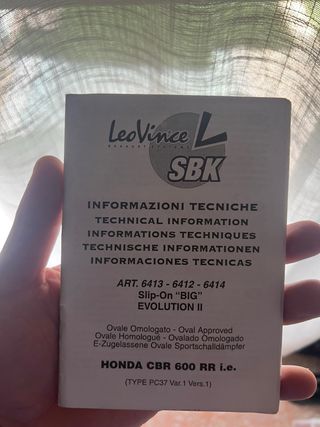 LeoVince
EXHAUST SYSTEMS
SBK
INFORMAZIONI TECNICHE
TECHNICAL INFORMATION
INFORMATIONS TECHNIQUES
TECHNISCHE INFORMATIONEN
INFORMACIONES TECNICAS
ART. 6413 - 6412 - 6414
Slip-On "BIG"
EVOLUTION II
Ovale Omologato - Oval Approved
Ovale Homologué - Ovalado Omologado
E-Zugelassene Ovale Sportschalldämpfer
HONDA CBR 600 RR i.e.
(TYPE PC37 Var.1 Vers.1)